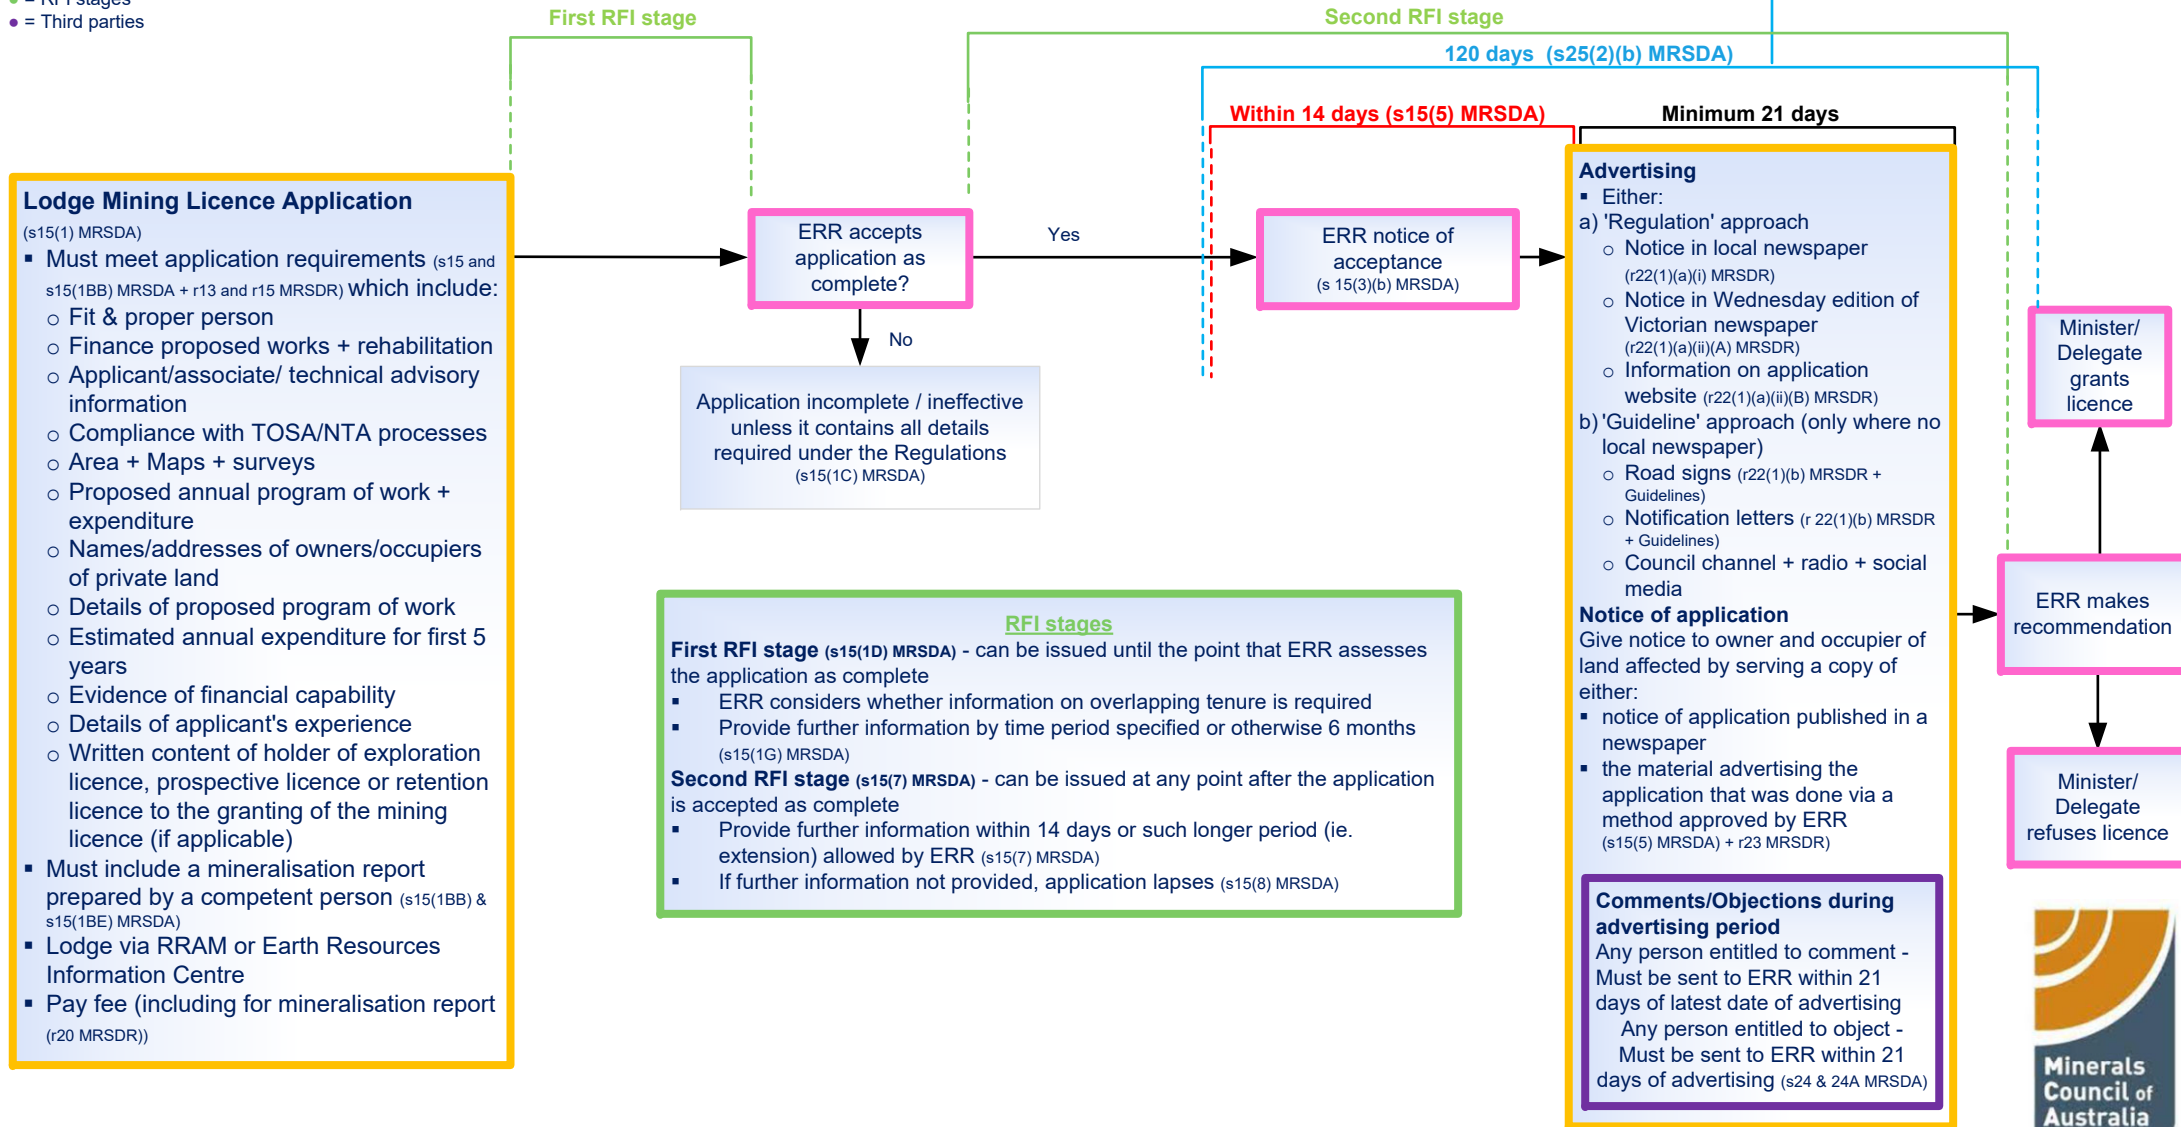 ● = RFI stages
● = Third parties
First RFI stage
Second RFI stage
120 days (s25(2)(b) MRSDA)
Within 14 days (s15(5) MRSDA)
Minimum 21 days
Lodge Mining Licence Application
(s15(1) MRSDA)
▪ Must meet application requirements (s15 and
s15(1BB) MRSDA + r13 and r15 MRSDR) which include:
o Fit & proper person
o Finance proposed works + rehabilitation
o Applicant/associate/ technical advisory
information
o Compliance with TOSA/NTA processes
o Area + Maps + surveys
o Proposed annual program of work +
expenditure
o Names/addresses of owners/occupiers
of private land
o Details of proposed program of work
o Estimated annual expenditure for first 5
years
o Evidence of financial capability
o Details of applicant's experience
o Written content of holder of exploration
licence, prospective licence or retention
licence to the granting of the mining
licence (if applicable)
▪ Must include a mineralisation report
prepared by a competent person (s15(1BB) &
s15(1BE) MRSDA)
▪ Lodge via RRAM or Earth Resources
Information Centre
▪ Pay fee (including for mineralisation report
(r20 MRSDR))
ERR accepts
application as
complete?
Yes
No
Application incomplete / ineffective
unless it contains all details
required under the Regulations
(s15(1C) MRSDA)
ERR notice of
acceptance
(s 15(3)(b) MRSDA)
RFI stages
First RFI stage (s15(1D) MRSDA) - can be issued until the point that ERR assesses
the application as complete
▪ ERR considers whether information on overlapping tenure is required
▪ Provide further information by time period specified or otherwise 6 months
(s15(1G) MRSDA)
Second RFI stage (s15(7) MRSDA) - can be issued at any point after the application
is accepted as complete
▪ Provide further information within 14 days or such longer period (ie.
extension) allowed by ERR (s15(7) MRSDA)
▪ If further information not provided, application lapses (s15(8) MRSDA)
Advertising
▪ Either:
a) 'Regulation' approach
o Notice in local newspaper
(r22(1)(a)(i) MRSDR)
o Notice in Wednesday edition of
Victorian newspaper
(r22(1)(a)(ii)(A) MRSDR)
o Information on application
website (r22(1)(a)(ii)(B) MRSDR)
b) 'Guideline' approach (only where no
local newspaper)
o Road signs (r22(1)(b) MRSDR +
Guidelines)
o Notification letters (r 22(1)(b) MRSDR
+ Guidelines)
o Council channel + radio + social
media
Notice of application
Give notice to owner and occupier of
land affected by serving a copy of
either:
▪ notice of application published in a
newspaper
▪ the material advertising the
application that was done via a
method approved by ERR
(s15(5) MRSDA) + r23 MRSDR)
Comments/Objections during
advertising period
Any person entitled to comment -
Must be sent to ERR within 21
days of latest date of advertising
Any person entitled to object -
Must be sent to ERR within 21
days of advertising (s24 & 24A MRSDA)
Minister/
Delegate
grants
licence
ERR makes
recommendation
Minister/
Delegate
refuses licence
Minerals
Council of
Australia